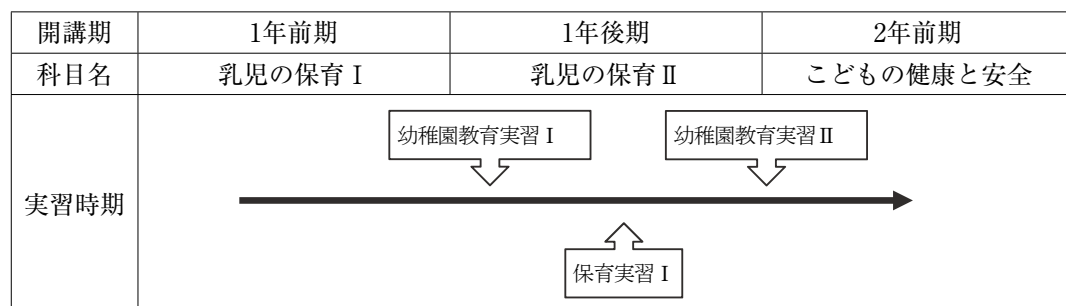 開講期 1年前期 1年後期 2年前期
科目名 乳児の保育Ⅰ 乳児の保育Ⅱ こどもの健康と安全
幼稚園教育実習Ⅰ 幼稚園教育実習Ⅱ
実習時期
保育実習Ⅰ